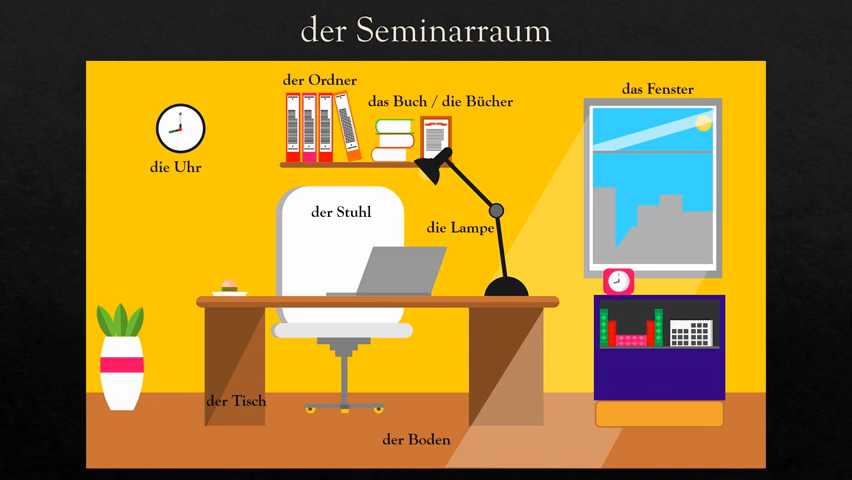 der Seminarraum
der Ordner
das Buch / die Bücher
das Fenster
die Uhr
der Stuhl
die Lampe
der Tisch
der Boden